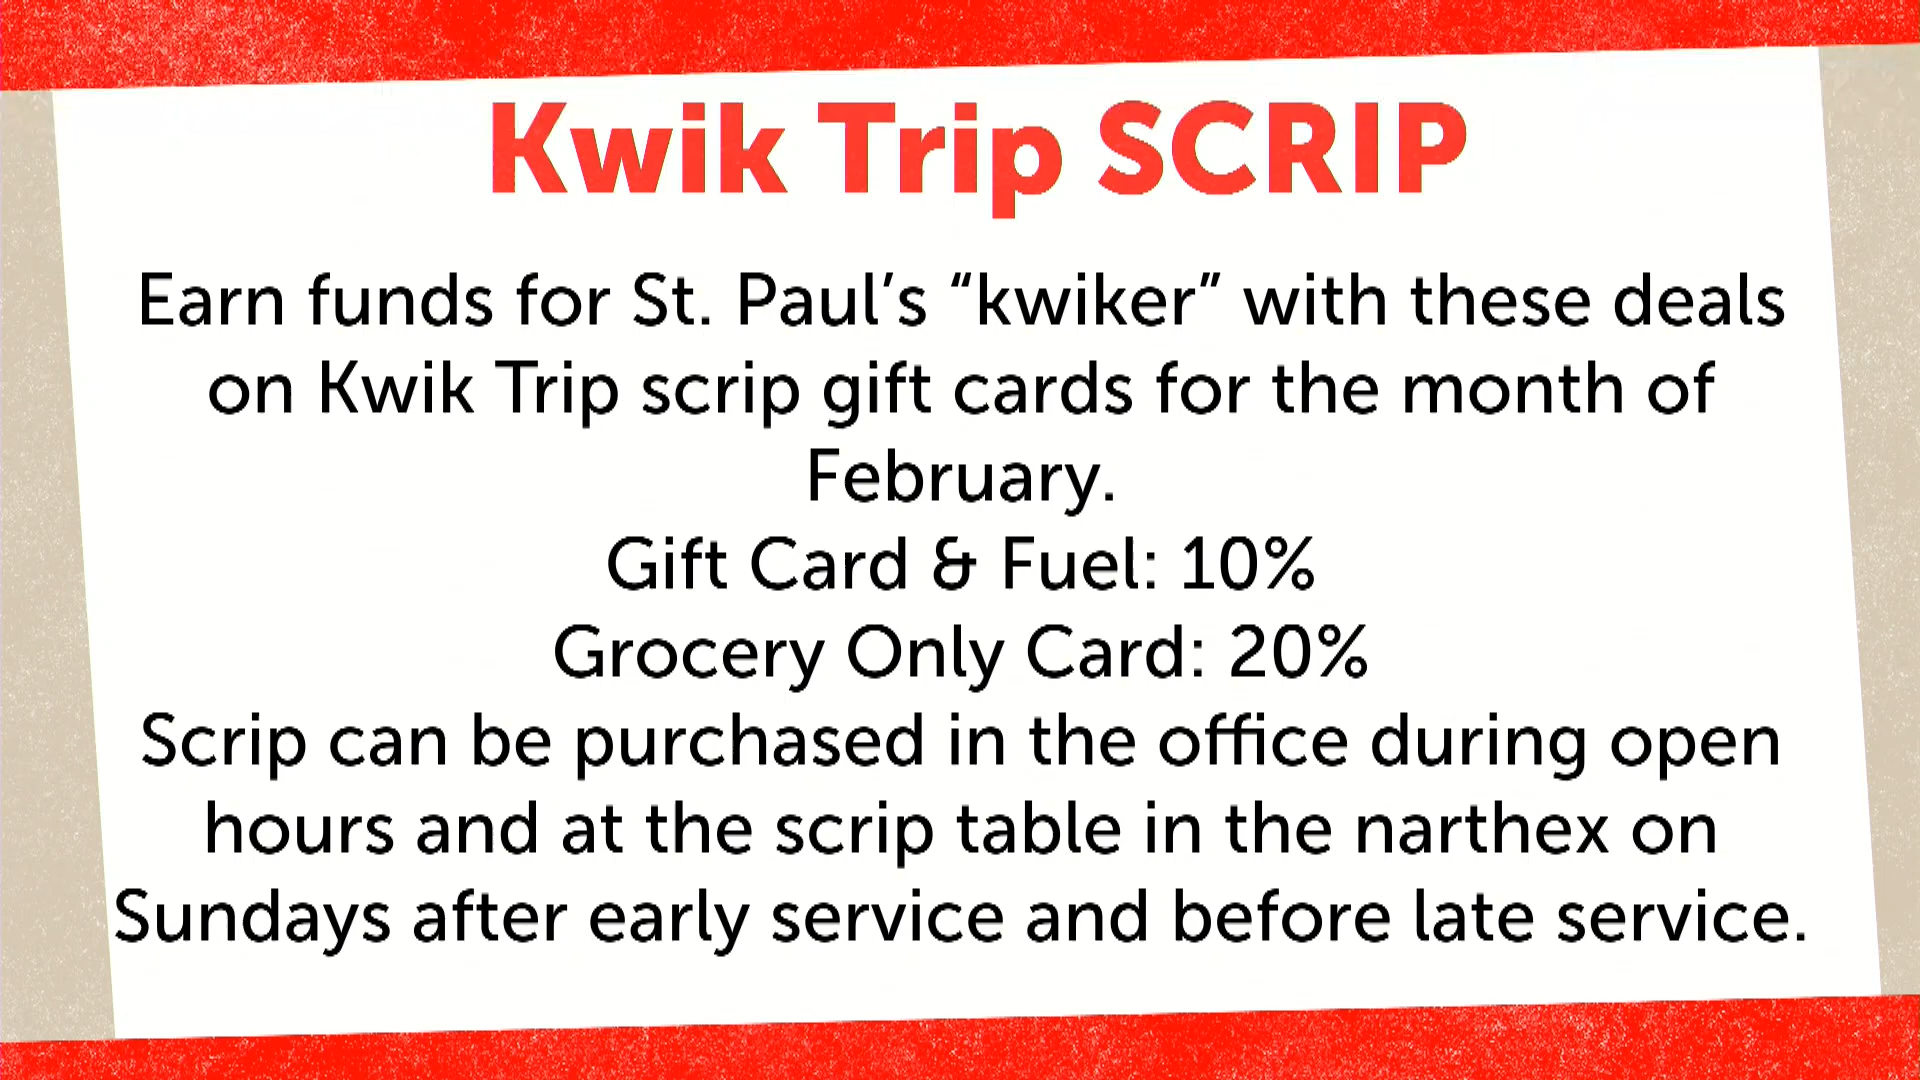 Kwik Trip SCRIP
Earn funds for St. Paul’s “kwiker” with these deals
on Kwik Trip scrip gift cards for the month of
February.
Gift Card & Fuel: 10%
Grocery Only Card: 20%
Scrip can be purchased in the office during open
hours and at the scrip table in the narthex on
Sundays after early service and before late service.